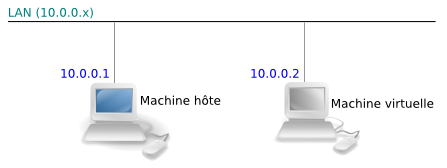 LAN (10.0.0.x)
10.0.0.1
Machine hôte
10.0.0.2
Machine virtuelle